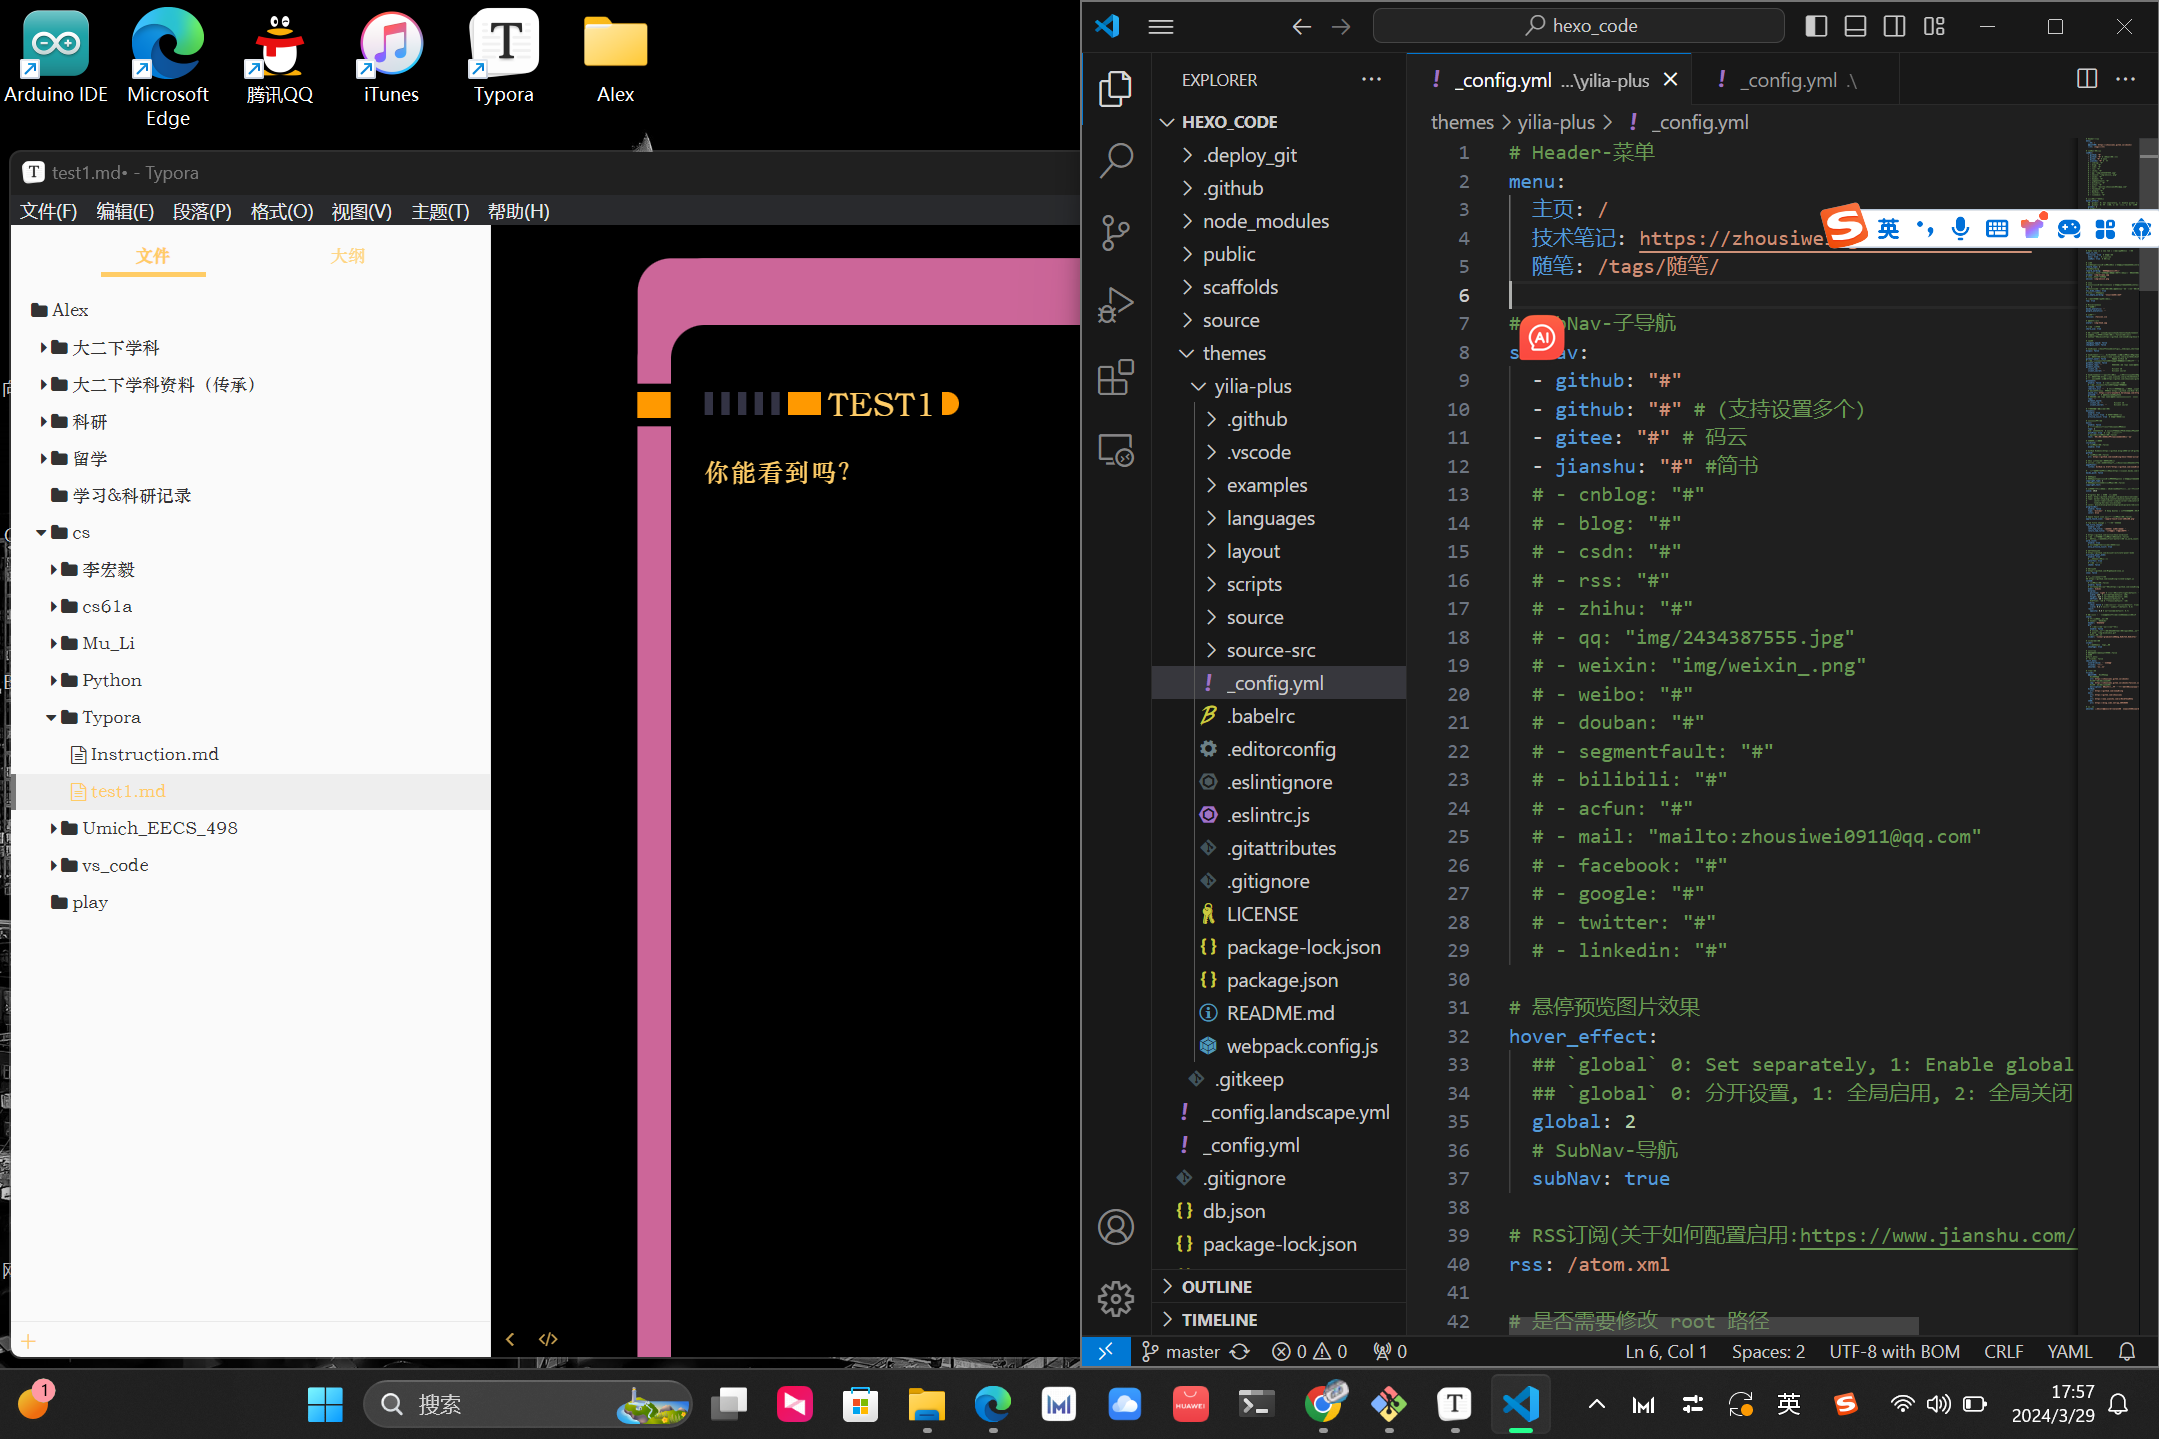 Arduino IDE
Microsoft Edge
腾讯QQ
iTunes
Typora
Alex
test1.md• - Typora
文件(F) 编辑(E) 段落(P) 格式(O) 视图(V) 主题(T) 帮助(H)
文件 大纲
Alex
大二下学科
大二下学科资料（传承）
科研
留学
学习&科研记录
cs
李宏毅
cs61a
Mu_Li
Python
Typora
Instruction.md
test1.md
Umich_EECS_498
vs_code
play
TEST1
你能看到吗?
hexo_code
EXPLORER
HEXO_CODE
.deploy_git
.github
node_modules
public
scaffolds
source
themes
yilia-plus
.github
.vscode
examples
languages
layout
scripts
source
source-src
_config.yml
.babelrc
.editorconfig
.eslintignore
.eslintrc.js
.gitattributes
.gitignore
LICENSE
package-lock.json
package.json
README.md
webpack.config.js
.gitkeep
_config.landscape.yml
_config.yml
.gitignore
db.json
package-lock.json
OUTLINE
TIMELINE
_config.yml ...\yilia-plus
_config.yml .\
themes > yilia-plus > ! _config.yml
1 # Header-菜单
2 menu:
3 主页: /
4 技术笔记: https://zhousiwei
5 随笔: /tags/随笔/
6
7 # Nav-子导航
8 s v:
9 - github: "#"
10 - github: "#" # (支持设置多个)
11 - gitee: "#" # 码云
12 - jianshu: "#" #简书
13 # - cnblog: "#"
14 # - blog: "#"
15 # - csdn: "#"
16 # - rss: "#"
17 # - zhihu: "#"
18 # - qq: "img/2434387555.jpg"
19 # - weixin: "img/weixin_.png"
20 # - weibo: "#"
21 # - douban: "#"
22 # - segmentfault: "#"
23 # - bilibili: "#"
24 # - acfun: "#"
25 # - mail: "mailto:zhousiwei0911@qq.com"
26 # - facebook: "#"
27 # - google: "#"
28 # - twitter: "#"
29 # - linkedin: "#"
30
31 # 悬停预览图片效果
32 hover_effect:
33 ## `global` 0: Set separately, 1: Enable global
34 ## `global` 0: 分开设置, 1: 全局启用, 2: 全局关闭
35 global: 2
36 # SubNav-导航
37 subNav: true
38
39 # RSS订阅(关于如何配置启用:https://www.jianshu.com/
40 rss: /atom.xml
41
42 # 是否需要修改 root 路径
英
AI
master 0 0 0
Ln 6, Col 1 Spaces: 2 UTF-8 with BOM CRLF YAML
1
搜索
HUAWEI
英
17:57
2024/3/29